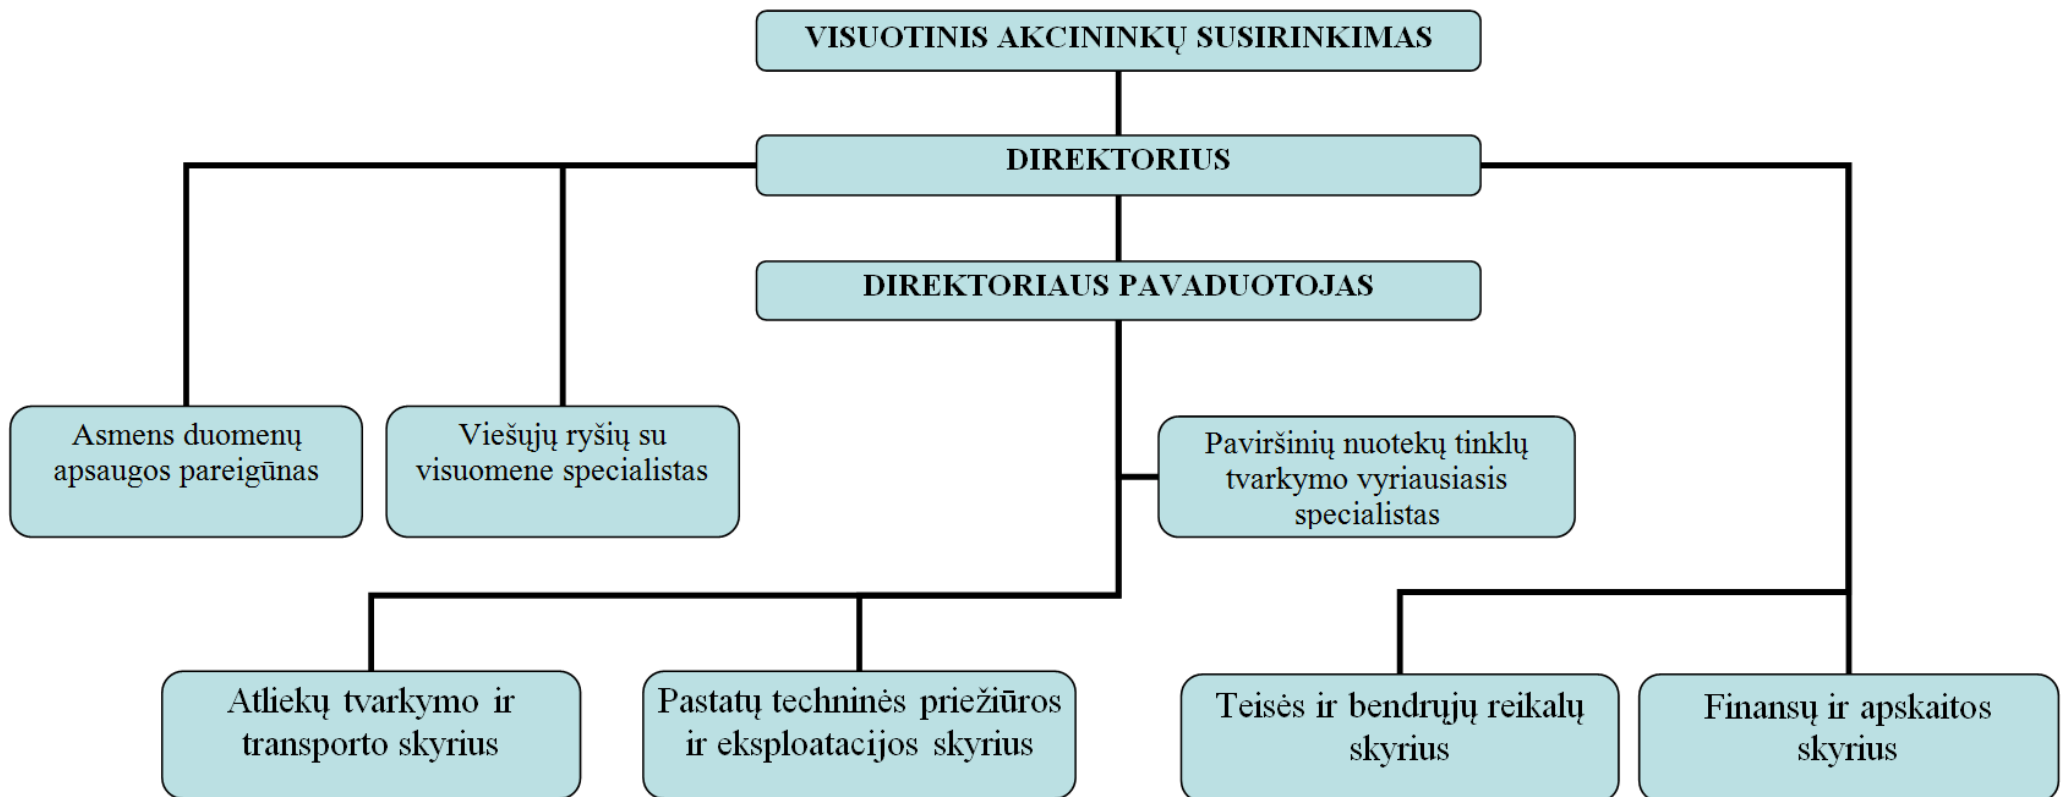 VISUOTINIS AKCININKŲ SUSIRINKIMAS
DIREKTORIUS
DIREKTORIAUS PAVADUOTOJAS
Asmens duomenų
apsaugos pareigūnas
Viešųjų ryšių su
visuomene specialistas
Paviršinių nuotekų tinklų
tvarkymo vyriausiasis
specialistas
Atliekų tvarkymo ir
transporto skyrius
Pastatų techninės priežiūros
ir eksploatacijos skyrius
Teisės ir bendrųjų reikalų
skyrius
Finansų ir apskaitos
skyrius